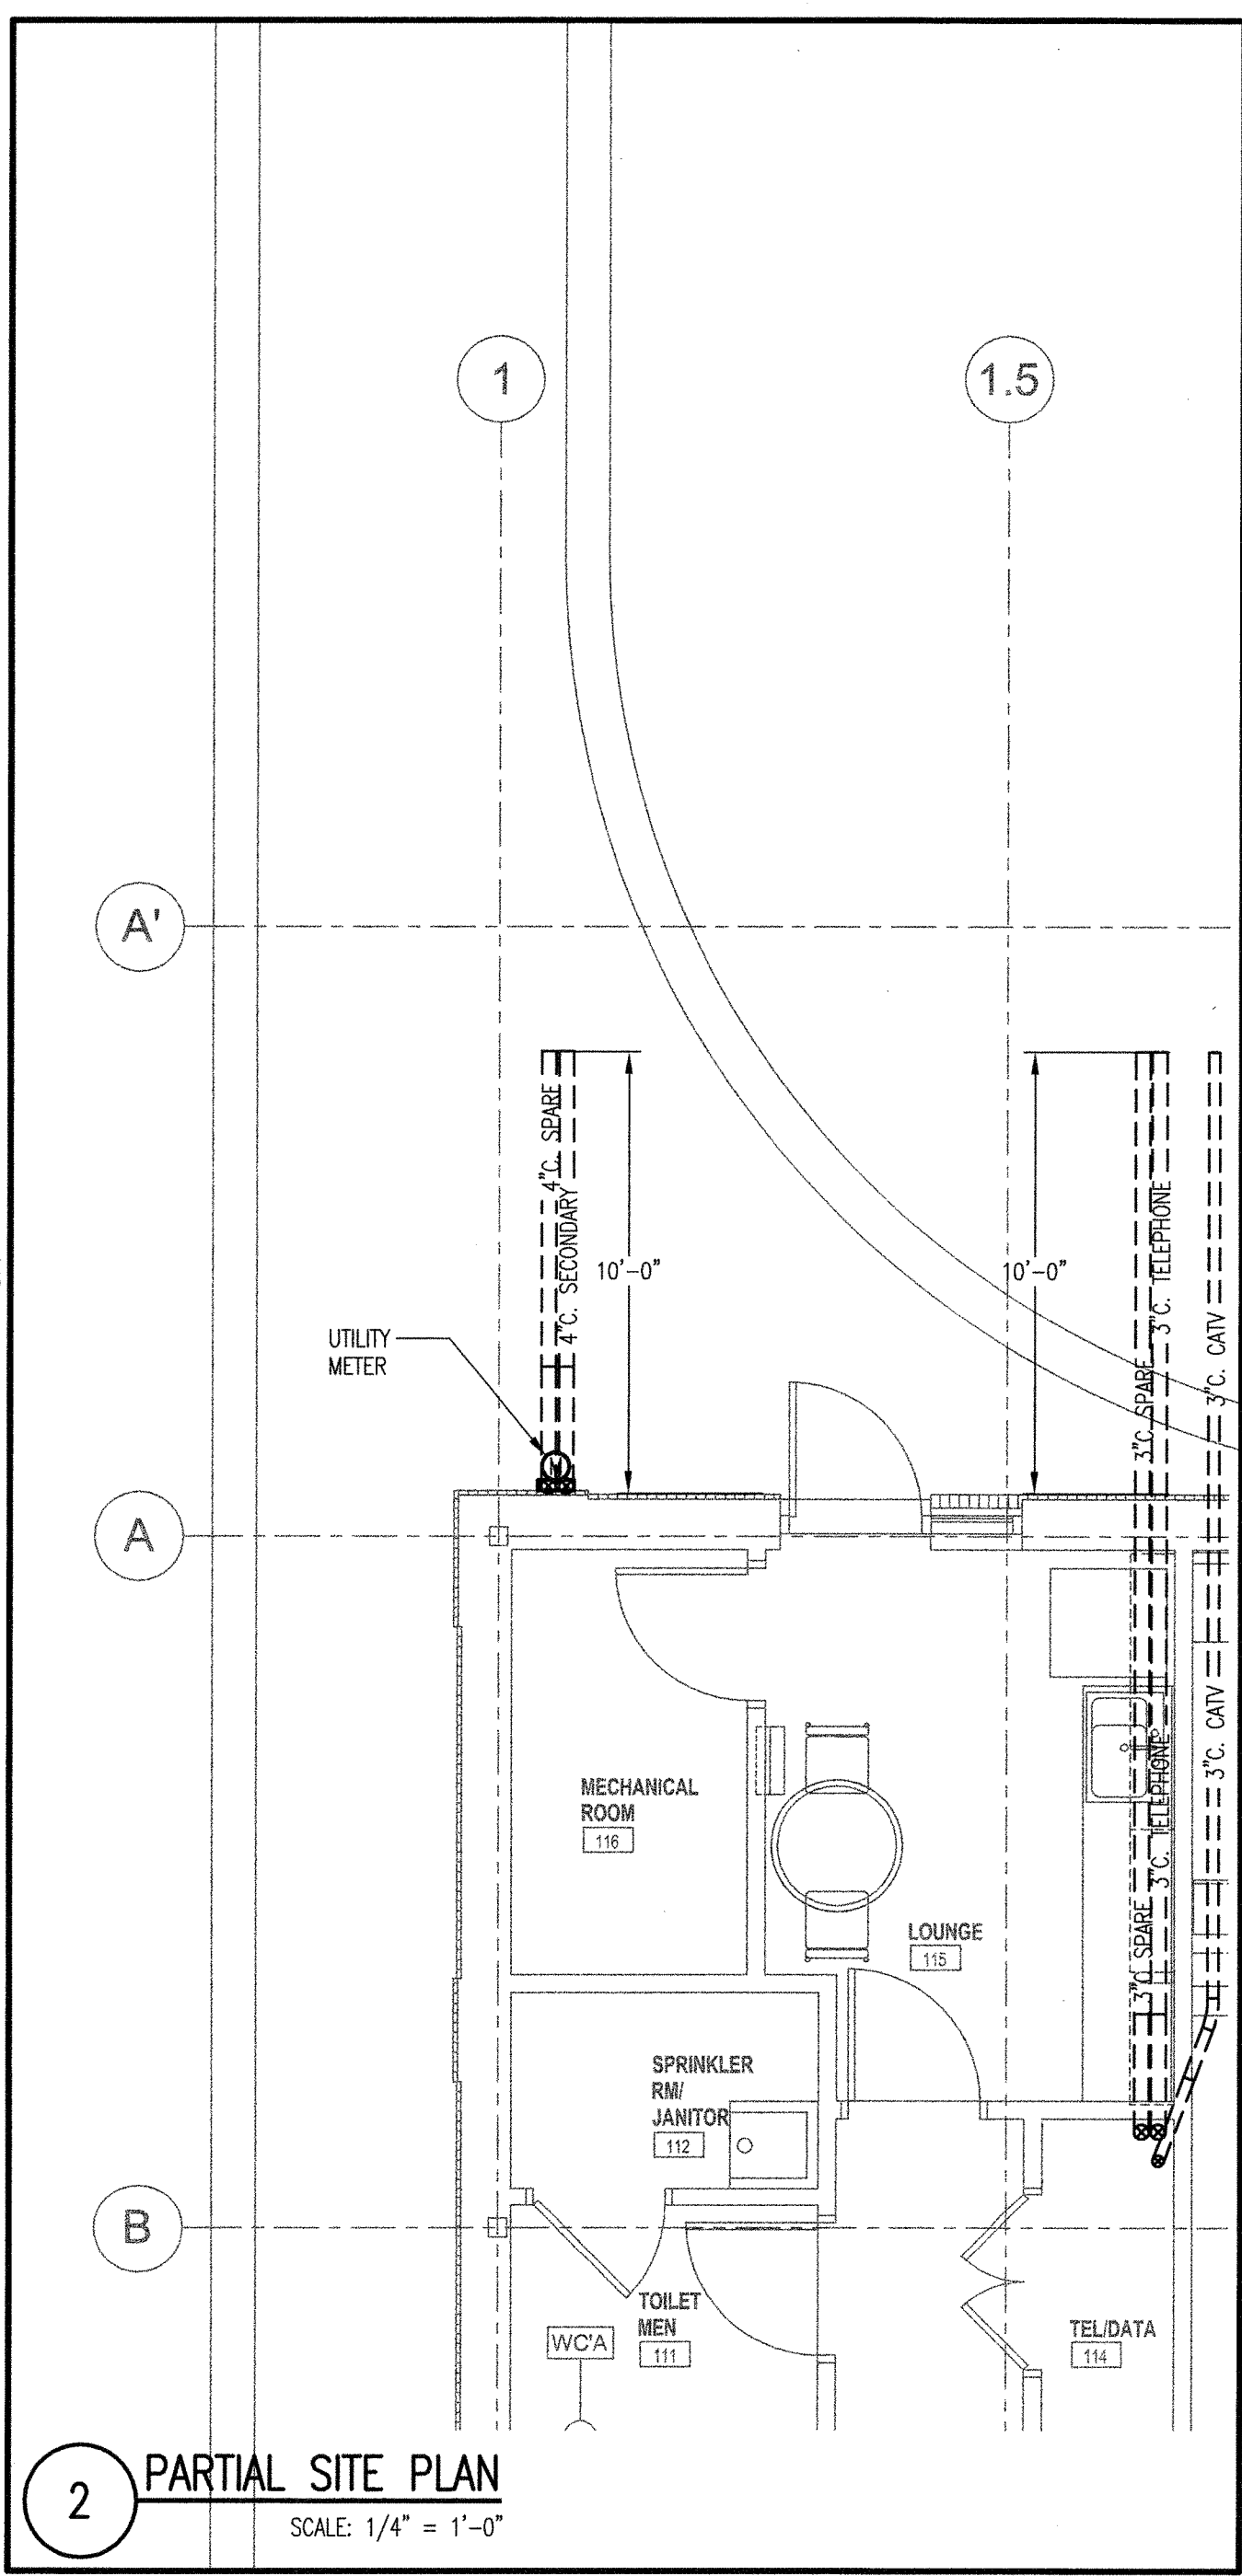 1
1.5
A'
4"C. SPARE
4"C. SECONDARY
10'-0"
10'-0"
3"C. SPARE
3"C. TELEPHONE
3"C. CATV
UTILITY
METER
M
A
MECHANICAL
ROOM
116
LOUNGE
115
3"C. SPARE
3"C. TELEPHONE
3"C. CATV
SPRINKLER
RM/
JANITOR
112
B
TOILET
MEN
111
WC'A
TEL/DATA
114
2
PARTIAL SITE PLAN
SCALE: 1/4" = 1'-0"